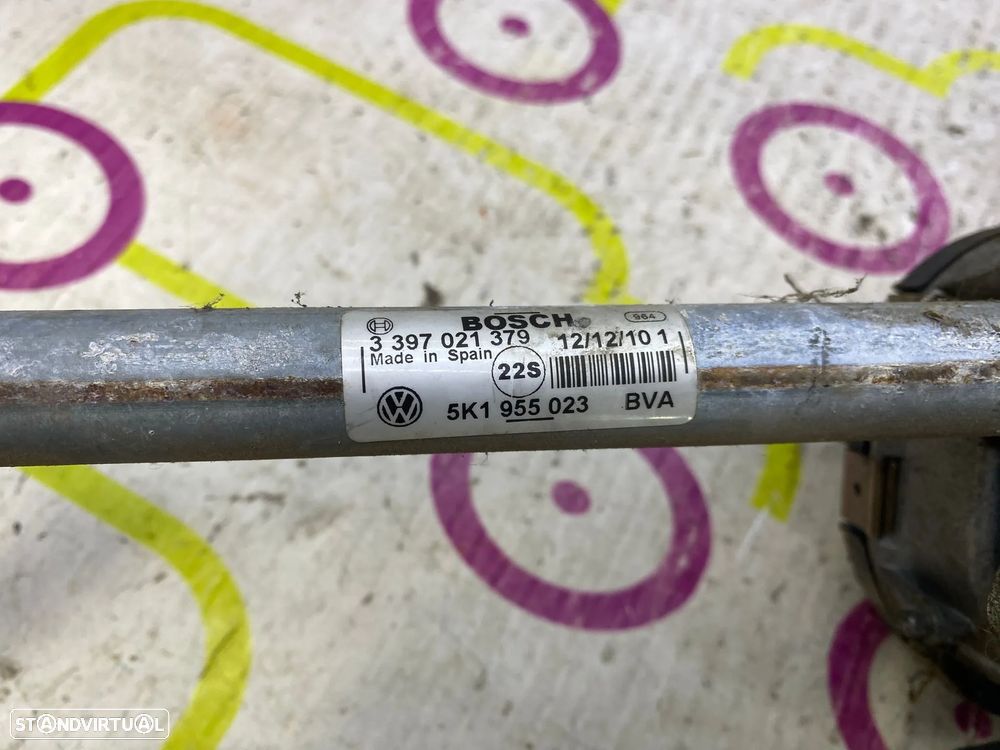 BOSCH 964
3 397 021 379 12/12/10 1
Made in Spain 22S
VW 5K1 955 023 BVA
STANDVIRTUAL